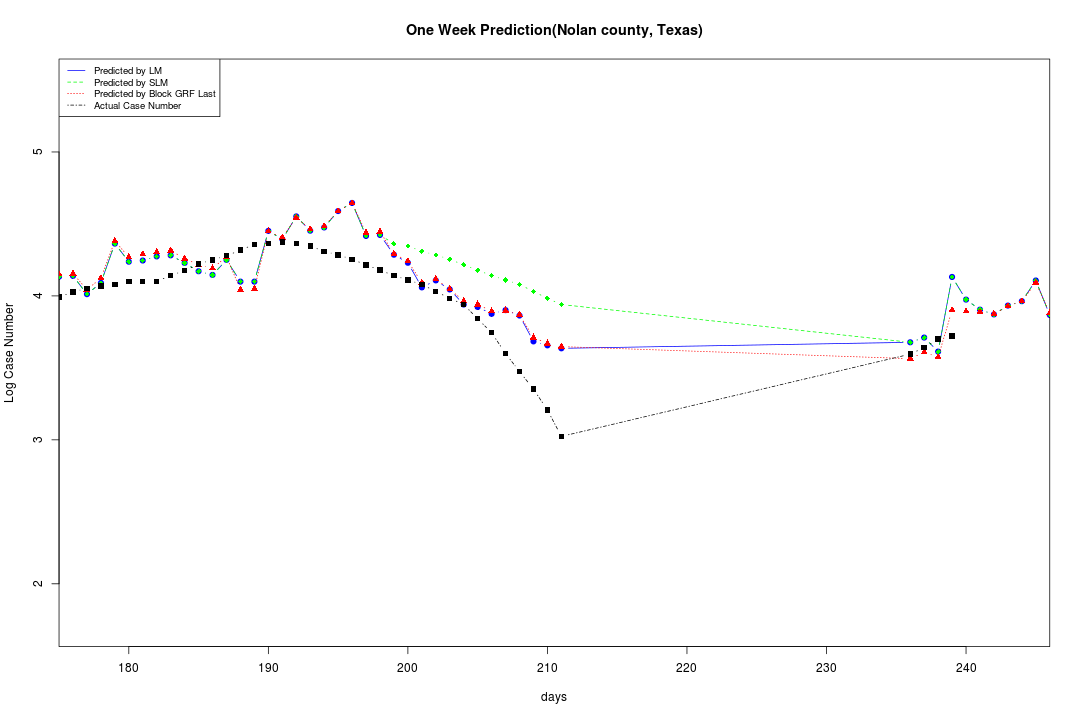 One Week Prediction(Nolan county, Texas)
Predicted by LM
Predicted by SLM
Predicted by Block GRF Last
Actual Case Number
Log Case Number
5
4
3
2
180 190 200 210 220 230 240
days